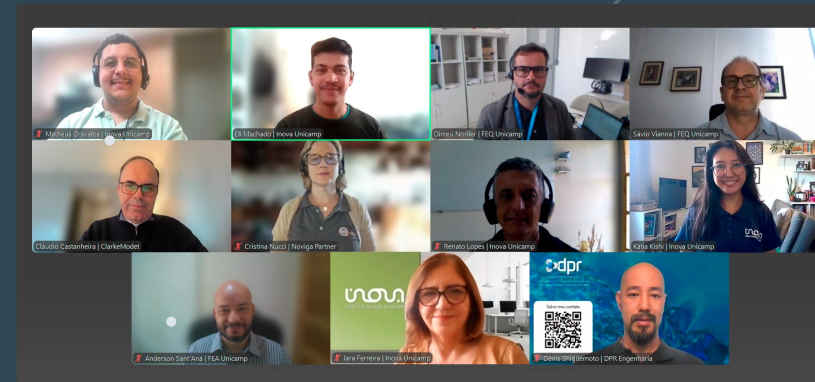 Matheus Gravalos | Inova Unicamp
Eli Machado | Inova Unicamp
Dirceu Noriler | FEQ Unicamp
Sávio Vianna | FEQ Unicamp
Cláudio Castanheira | ClarkeModet
Cristina Nucci | Noviga Partner
Renato Lopes | Inova Unicamp
Kátia Kishi | Inova Unicamp
inova
Anderson Sant'Ana | FEA Unicamp
inova
Iara Ferreira | Inova Unicamp
dpr
Salve meu contato
Denis Shiguemoto | DPR Engenharia